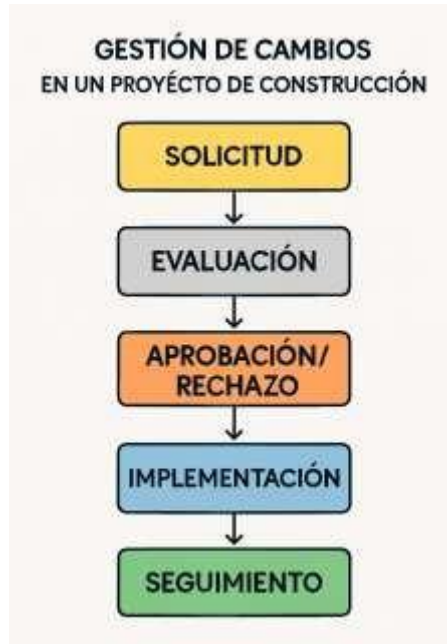 GESTIÓN DE CAMBIOS
EN UN PROYÉCTO DE CONSTRUCCIÓN
SOLICITUD
EVALUACIÓN
APROBACIÓN/
RECHAZO
IMPLEMENTACIÓN
SEGUIMIENTO